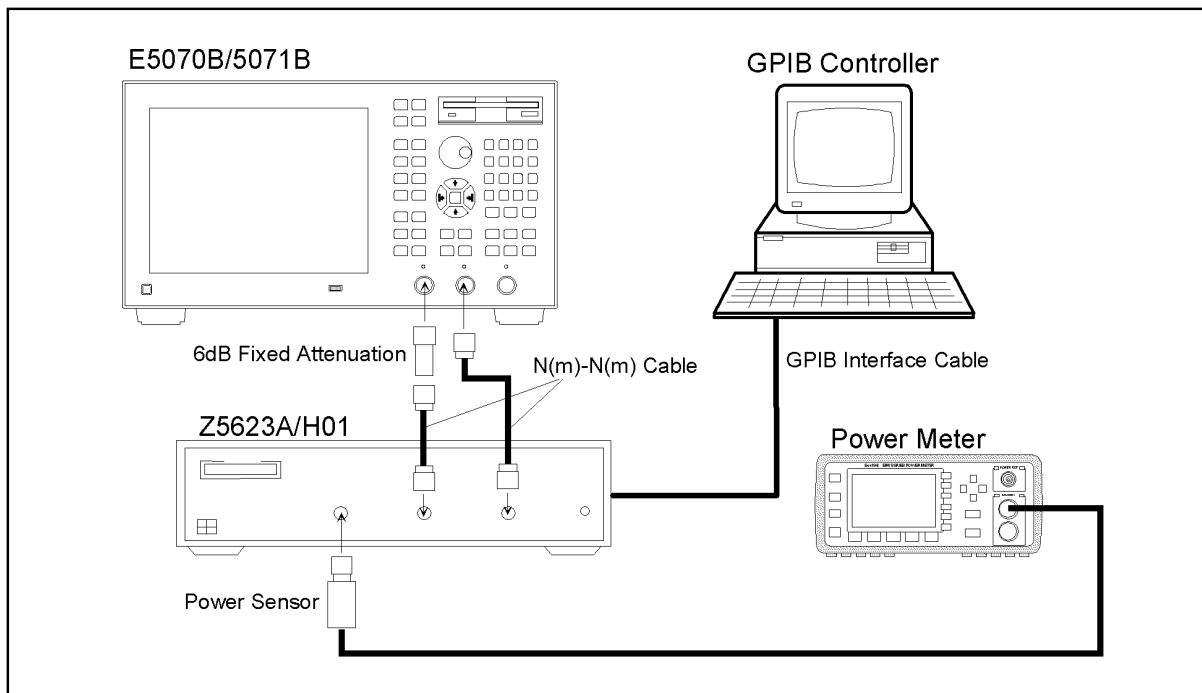 E5070B/5071B
GPIB Controller
6dB Fixed Attenuation
N(m)-N(m) Cable
GPIB Interface Cable
Z5623A/H01
Power Meter
Power Sensor